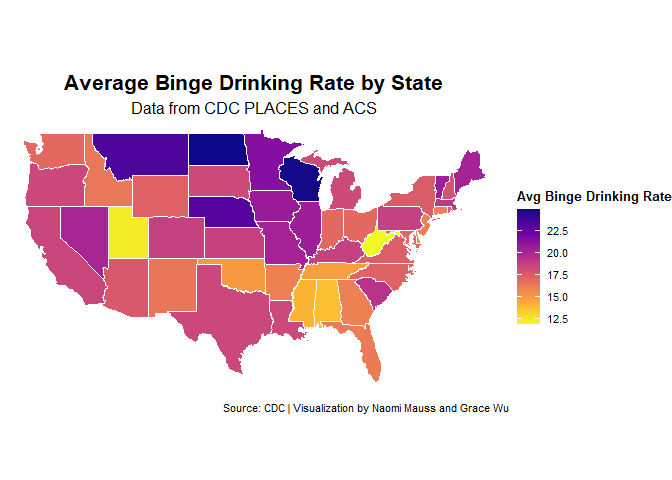 Average Binge Drinking Rate by State
Data from CDC PLACES and ACS
Avg Binge Drinking Rate
22.5
20.0
17.5
15.0
12.5
Source: CDC | Visualization by Naomi Mauss and Grace Wu